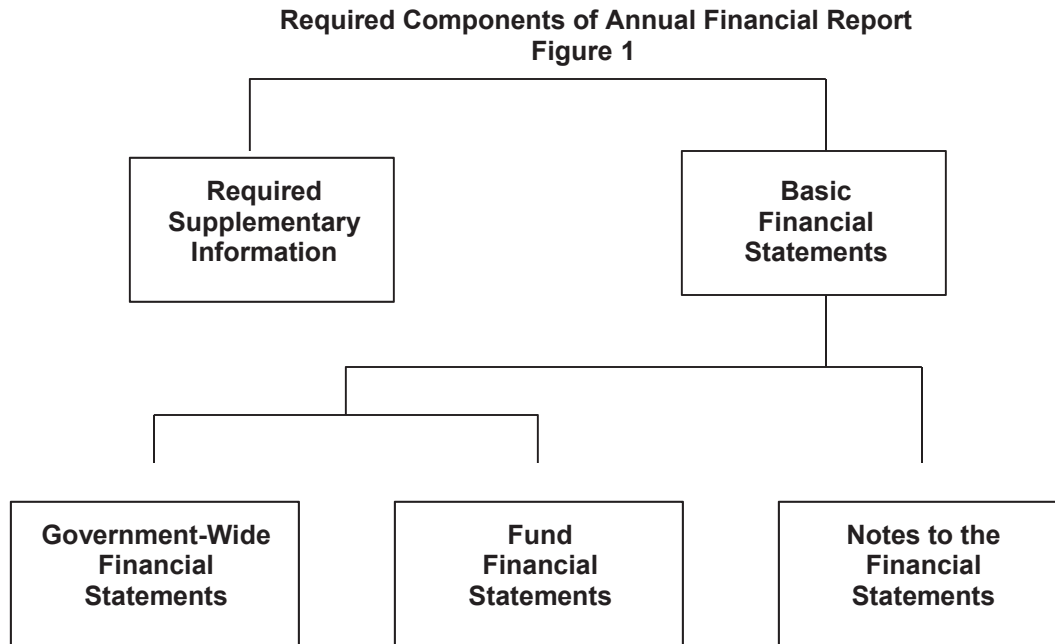 Required Components of Annual Financial Report
Figure 1
Required
Supplementary
Information
Basic
Financial
Statements
Government-Wide
Financial
Statements
Fund
Financial
Statements
Notes to the
Financial
Statements